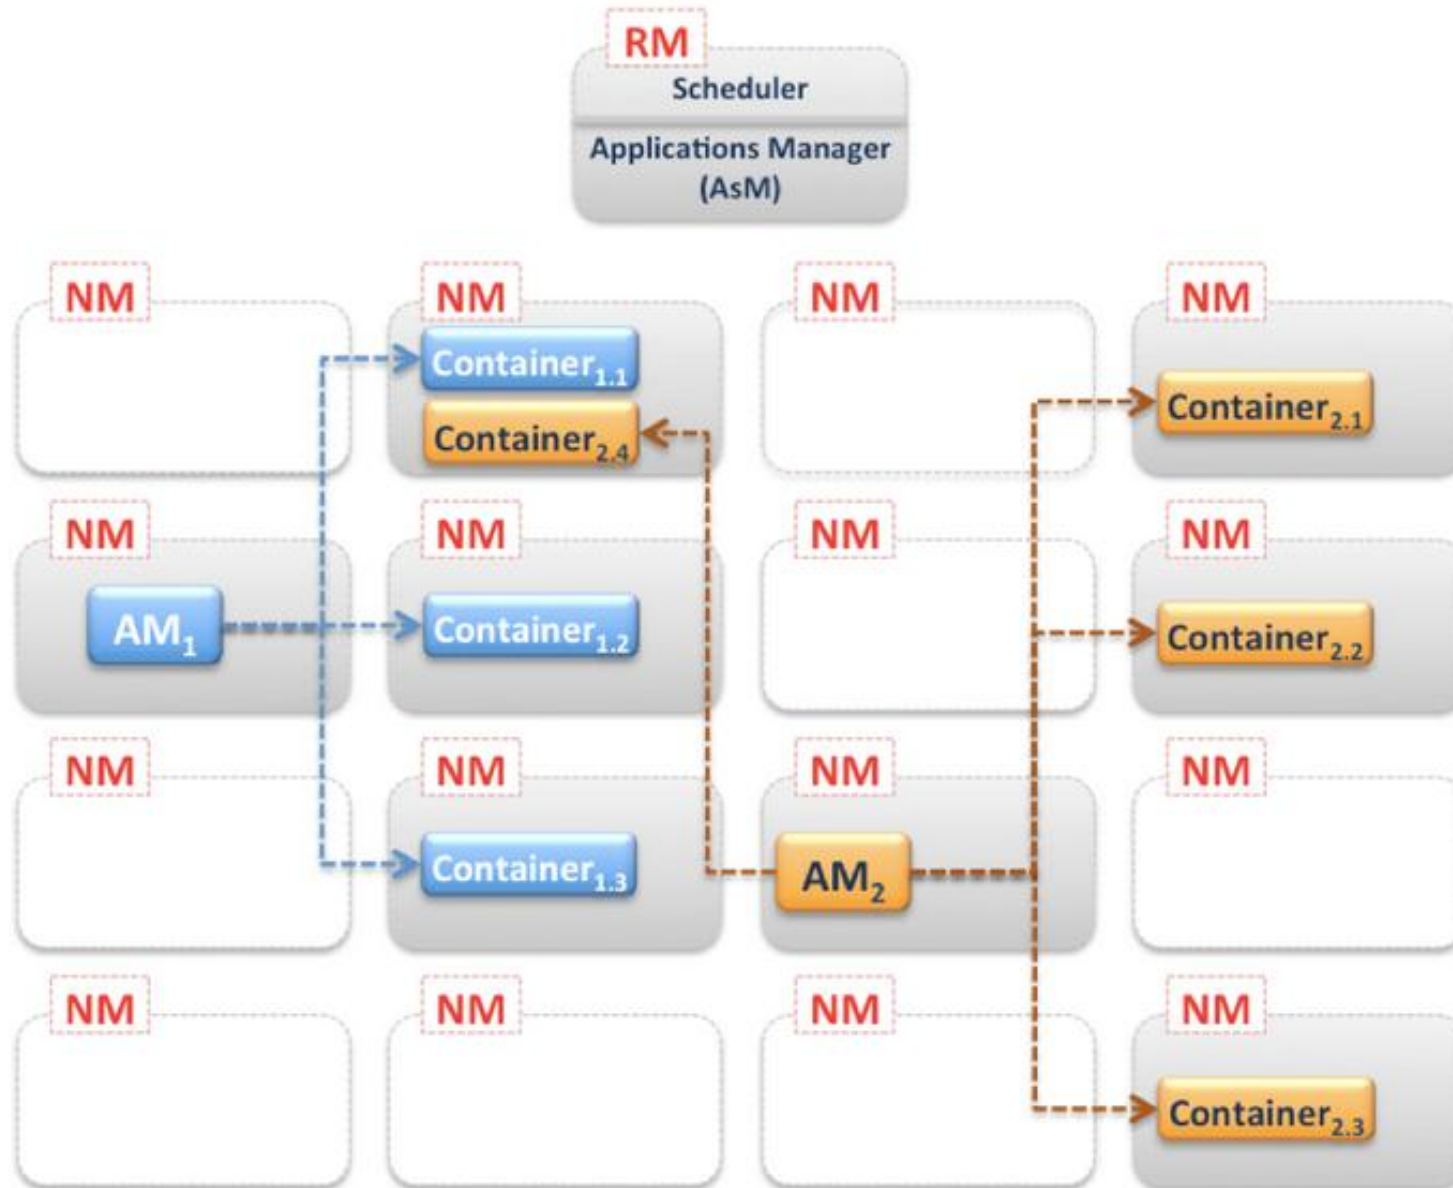 RM
Scheduler
Applications Manager
(AsM)
NM
NM
NM
NM
Container1.1
Container2.4
Container2.1
NM
NM
NM
NM
AM1
Container1.2
Container2.2
NM
NM
NM
NM
Container1.3
AM2
NM
NM
NM
NM
Container2.3